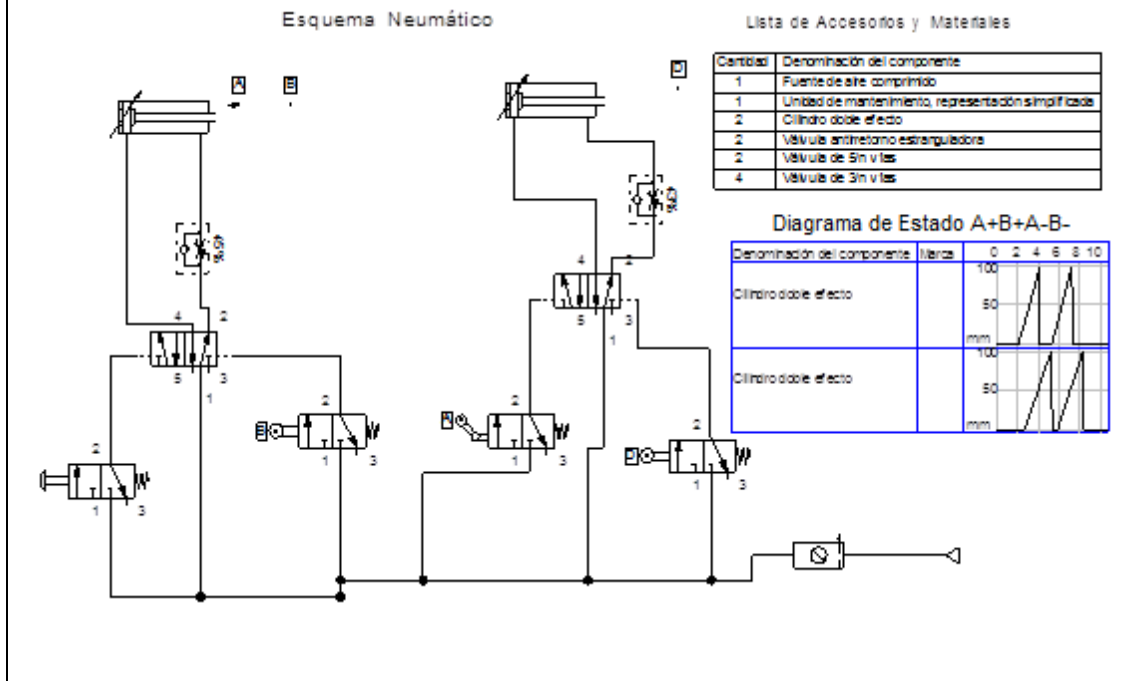 Esquema Neumático
Lista de Accesorios y Materiales
Cantidad Denominación del componente
1 Fuente de aire comprimido
1 Unidad de mantenimiento, representación simplificada
2 Cilindro doble efecto
2 Válvula antirretorno estranguladora
2 Válvula de 5/n vías
4 Válvula de 3/n vías
A
B
D
Diagrama de Estado A+B+A-B-
Denominación del componente Marca 0 2 4 6 8 10
Cilindro doble efecto
100
50
mm
Cilindro doble efecto
100
50
mm
4 2
5 3
1
4 2
5 3
1
2
1 3
B
2
1 3
A
2
1 3
D
2
1 3